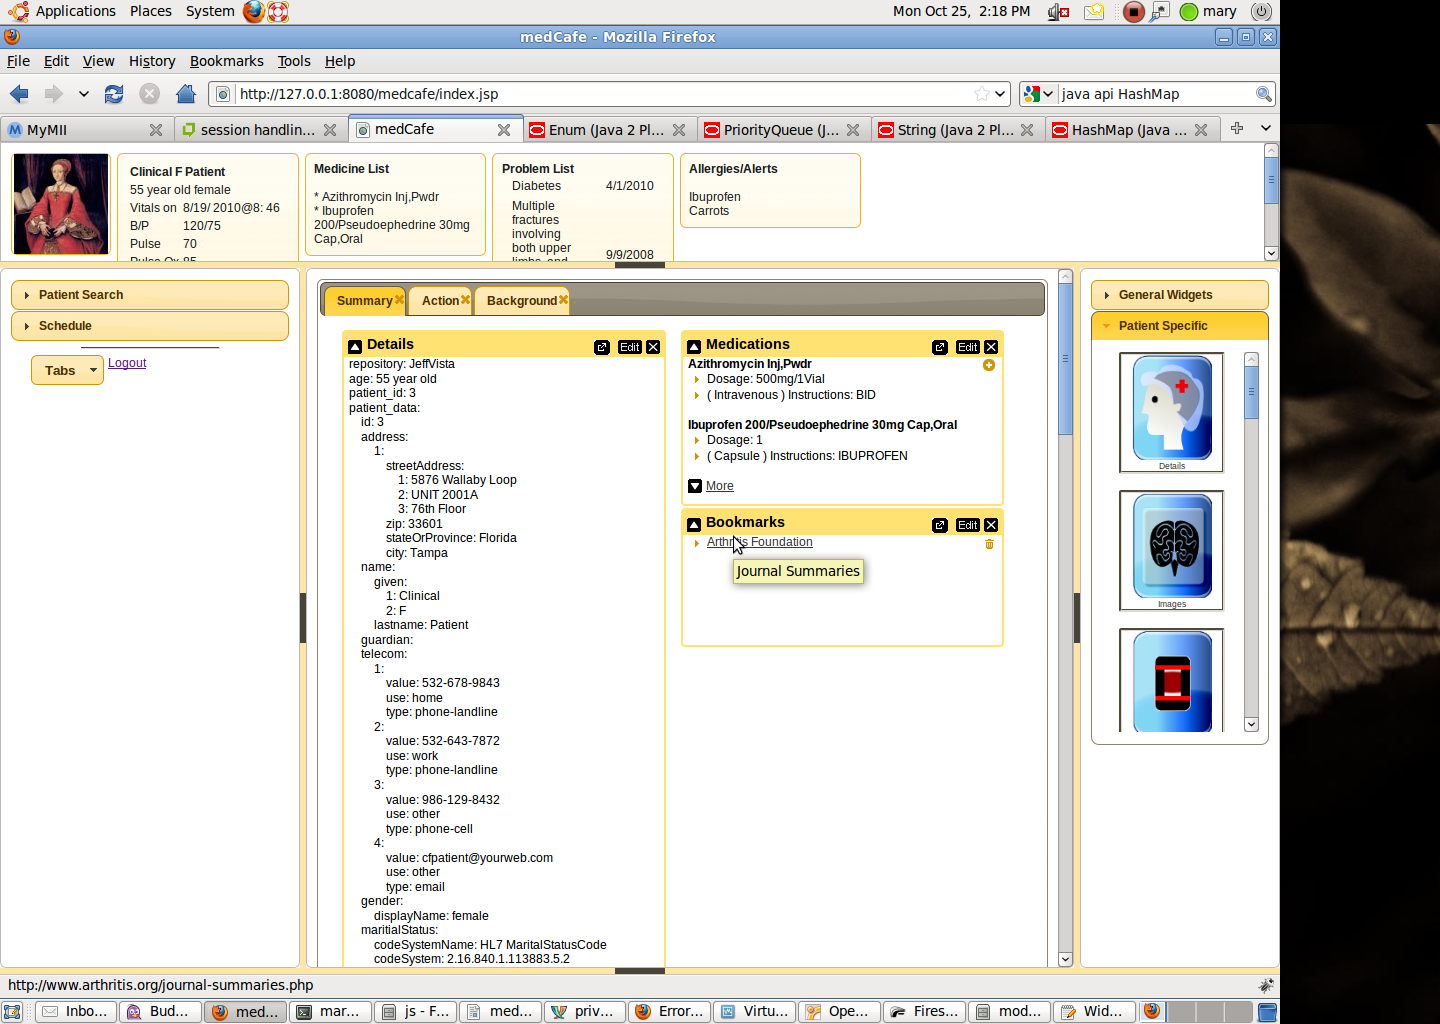 Applications Places System
Mon Oct 25, 2:18 PM mary
medCafe - Mozilla Firefox
File Edit View History Bookmarks Tools Help
http://127.0.0.1:8080/medcafe/index.jsp
java api HashMap
MyMII
session handlin...
medCafe
Enum (Java 2 Pl...
PriorityQueue (J...
String (Java 2 Pl...
HashMap (Java ...
Clinical F Patient
55 year old female
Vitals on 8/19/ 2010@8: 46
B/P 120/75
Pulse 70
Pulse Ox 85
Medicine List
* Azithromycin Inj,Pwdr
* Ibuprofen
200/Pseudoephedrine 30mg
Cap,Oral
Problem List
Diabetes 4/1/2010
Multiple
fractures
involving
both upper
limbs, and 9/9/2008
Allergies/Alerts
Ibuprofen
Carrots
Patient Search
Schedule
Tabs
Logout
Summary
Action
Background
Details
Edit
repository: JeffVista
age: 55 year old
patient_id: 3
patient_data:
id: 3
address:
1:
streetAddress:
1: 5876 Wallaby Loop
2: UNIT 2001A
3: 76th Floor
zip: 33601
stateOrProvince: Florida
city: Tampa
name:
given:
1: Clinical
2: F
lastname: Patient
guardian:
telecom:
1:
value: 532-678-9843
use: home
type: phone-landline
2:
value: 532-643-7872
use: work
type: phone-landline
3:
value: 986-129-8432
use: other
type: phone-cell
4:
value: cfpatient@yourweb.com
use: other
type: email
gender:
displayName: female
maritialStatus:
codeSystemName: HL7 MaritalStatusCode
codeSystem: 2.16.840.1.113883.5.2
Medications
Edit
Azithromycin Inj,Pwdr
Dosage: 500mg/1Vial
( Intravenous ) Instructions: BID
Ibuprofen 200/Pseudoephedrine 30mg Cap,Oral
Dosage: 1
( Capsule ) Instructions: IBUPROFEN
More
Bookmarks
Edit
Arthritis Foundation
Journal Summaries
General Widgets
Patient Specific
Details
Images
http://www.arthritis.org/journal-summaries.php
Inbo...
Bud...
med...
mar...
js - F...
med...
priv...
Error...
Virtu...
Ope...
Fires...
mod...
Wid...